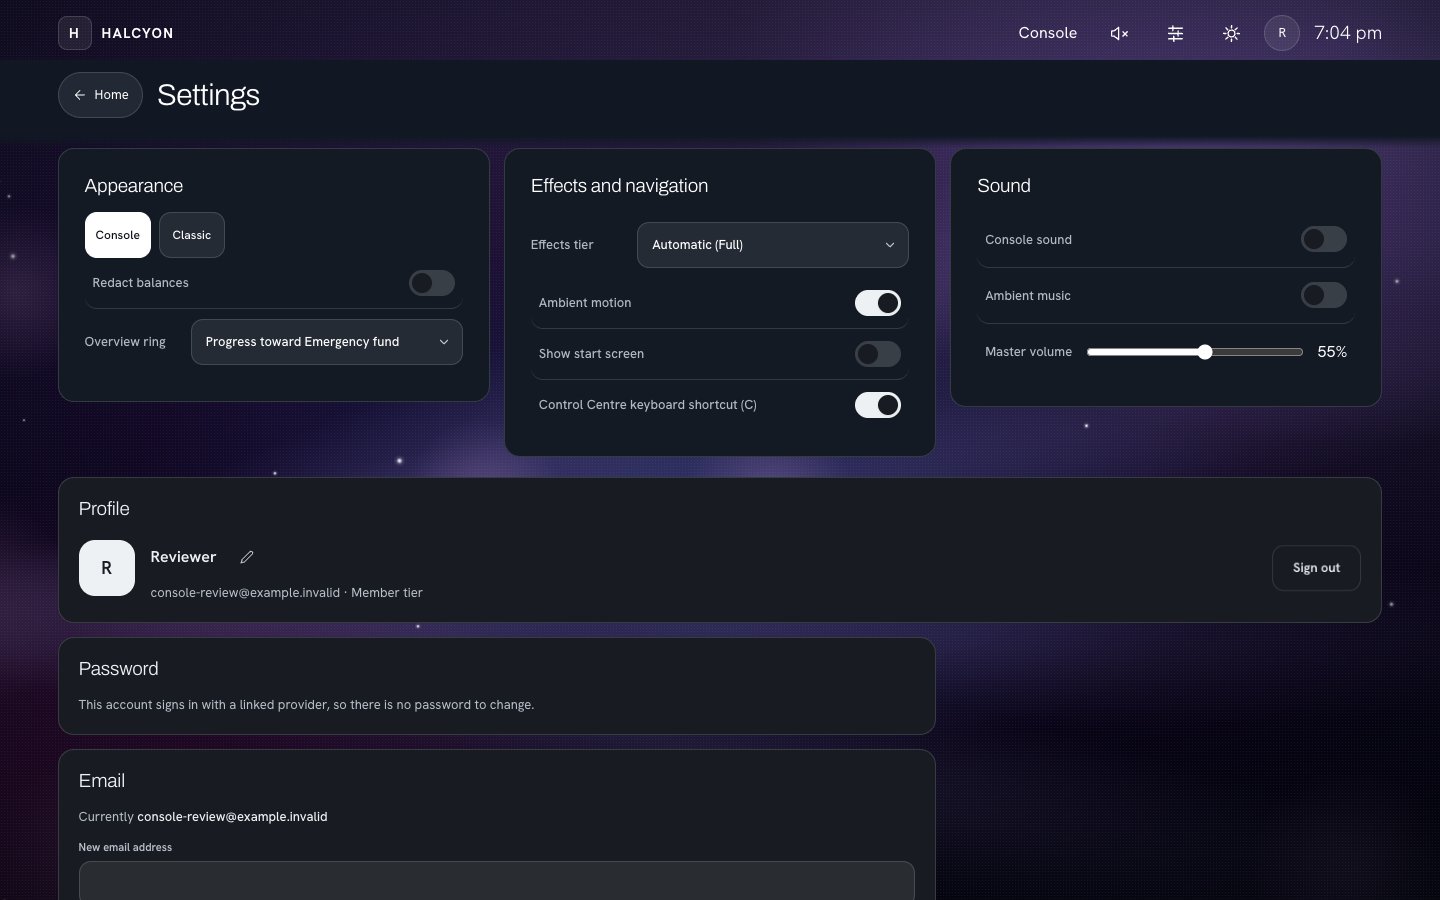 H HALCYON
Console
R
7:04 pm
Home
Settings
Appearance
Console
Classic
Redact balances
Overview ring
Progress toward Emergency fund
Effects and navigation
Effects tier
Automatic (Full)
Ambient motion
Show start screen
Control Centre keyboard shortcut (C)
Sound
Console sound
Ambient music
Master volume
55%
Profile
R
Reviewer
console-review@example.invalid · Member tier
Sign out
Password
This account signs in with a linked provider, so there is no password to change.
Email
Currently console-review@example.invalid
New email address